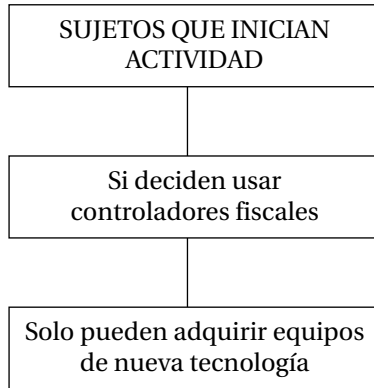 SUJETOS QUE INICIAN
ACTIVIDAD
Si deciden usar
controladores fiscales
Solo pueden adquirir equipos
de nueva tecnología